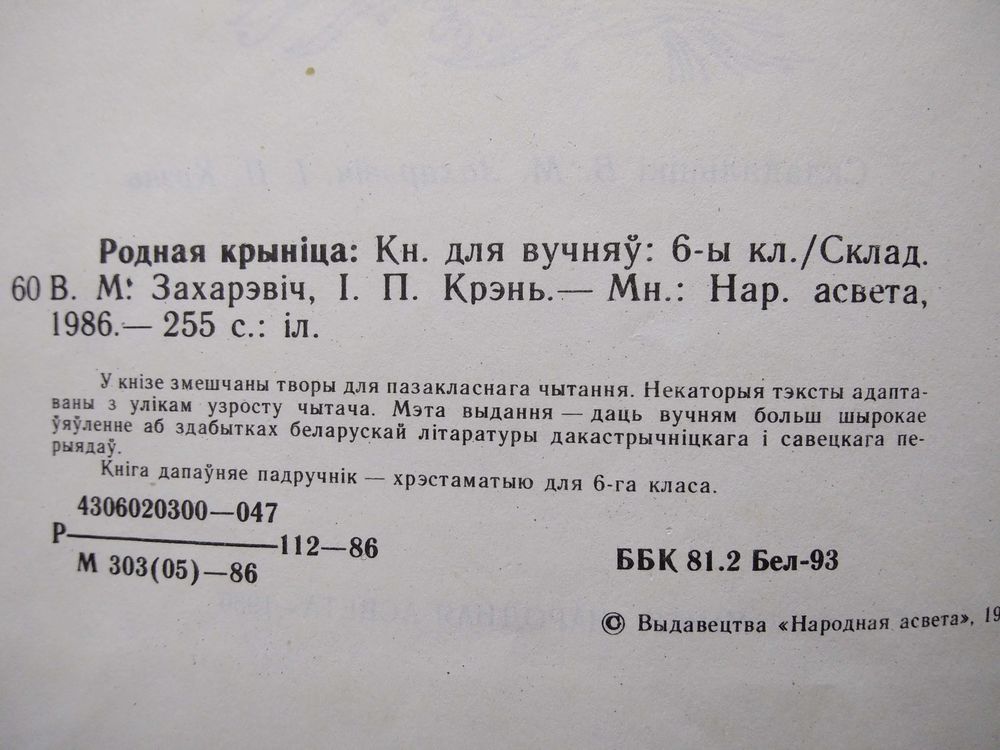 Родная крыніца: Кн. для вучняў: 6-ы кл./Склад.
60 В. М. Захарэвіч, І. П. Крэнь.— Мн.: Нар. асвета,
1986.— 255 с.: іл.
У кнізе змешчаны творы для пазакласнага чытання. Некаторыя тэксты адапта-
ваны з улікам узросту чытача. Мэта выдання — даць вучням больш шырокае
ўяўленне аб здабытках беларускай літаратуры дакастрычніцкага і савецкага пе-
рыядаў.
Кніга дапаўняе падручнік — хрэстаматыю для 6-га класа.
4306020300—047
Р—112—86
М 303(05)—86
ББК 81.2 Бел-93
© Выдавецтва «Народная асвета», 19